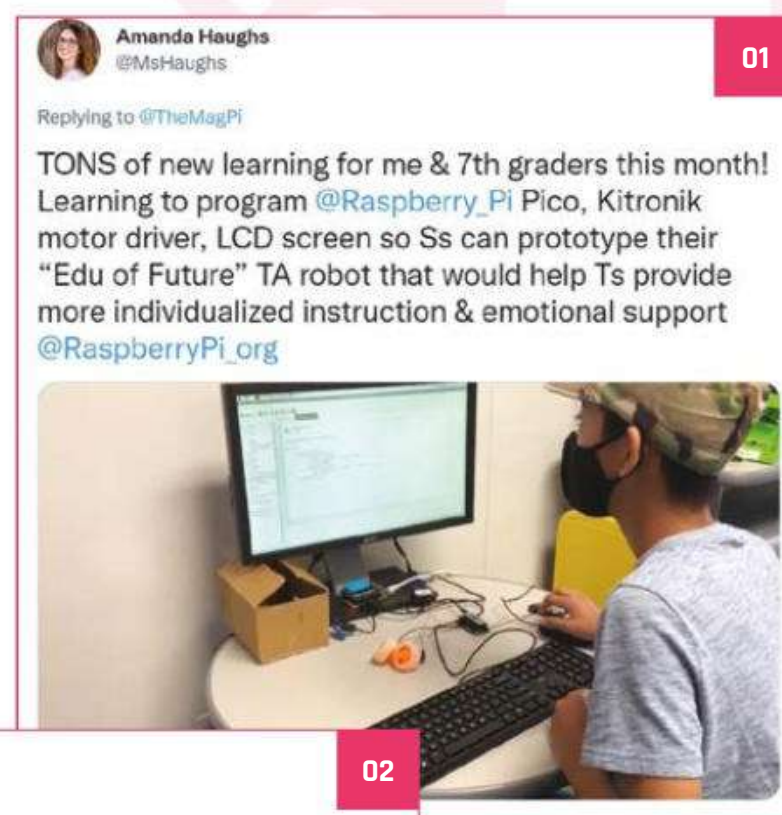 Amanda Haughs
@MsHaughs
01
Replying to @TheMagPi
TONS of new learning for me & 7th graders this month!
Learning to program @Raspberry_Pi Pico, Kitronik
motor driver, LCD screen so Ss can prototype their
“Edu of Future” TA robot that would help Ts provide
more individualized instruction & emotional support
@RaspberryPi_org
02